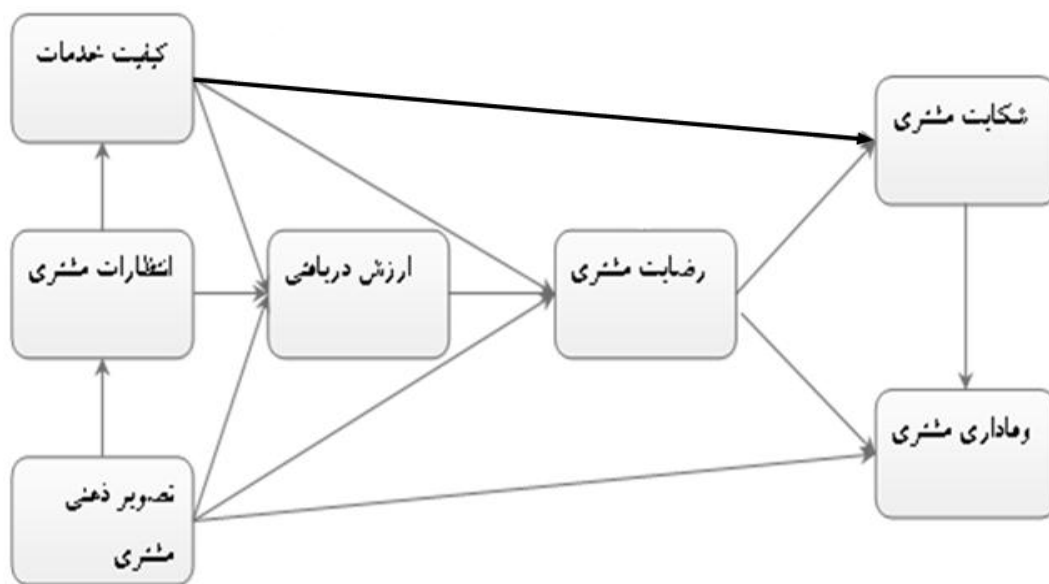 کیفیت خدمات
شکایت مشتری
انتظارات مشتری
ارزش دریافتی
رضایت مشتری
وفاداری مشتری
تصویر ذهنی
مشتری